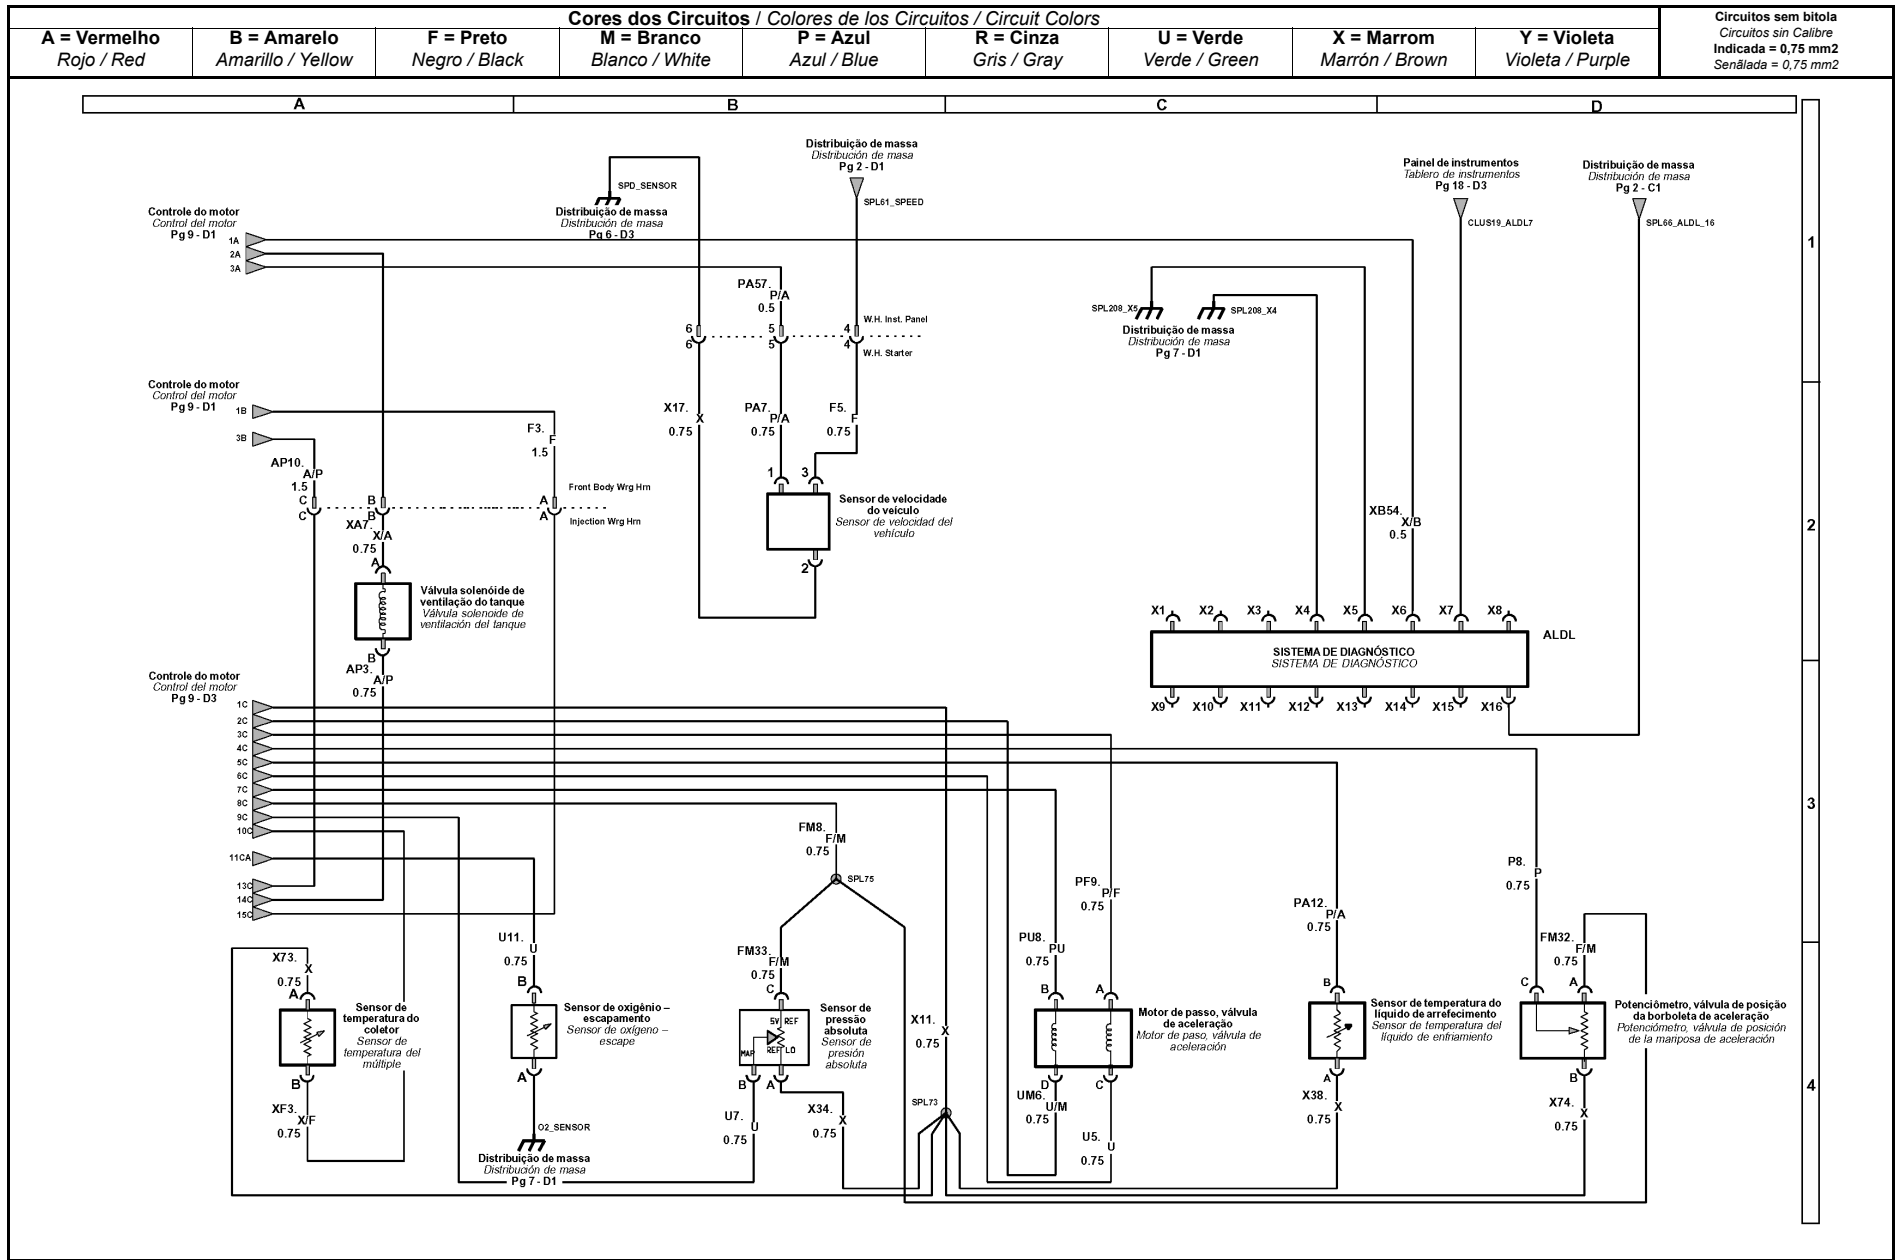 Cores dos Circuitos / Colores de los Circuitos / Circuit Colors
A = Vermelho
Rojo / Red
B = Amarelo
Amarillo / Yellow
F = Preto
Negro / Black
M = Branco
Blanco / White
P = Azul
Azul / Blue
R = Cinza
Gris / Gray
U = Verde
Verde / Green
X = Marrom
Marrón / Brown
Y = Violeta
Violeta / Purple
Circuitos sem bitola
Circuitos sin Calibre
Indicada = 0,75 mm2
Senãlada = 0,75 mm2
A
B
C
D
1
2
3
4
Controle do motor
Control del motor
Pg 9 - D1
1A
2A
3A
SPD_SENSOR
Distribuição de massa
Distribución de masa
Pg 6 - D3
Distribuição de massa
Distribución de masa
Pg 2 - D1
SPL61_SPEED
Painel de instrumentos
Tablero de instrumentos
Pg 18 - D3
CLUS19_ALDL7
Distribuição de massa
Distribución de masa
Pg 2 - C1
SPL66_ALDL_16
PA57.
P/A
0.5
6
5
4
W.H. Inst. Panel
6
5
4
W.H. Starter
SPL208_X5
SPL208_X4
Distribuição de massa
Distribución de masa
Pg 7 - D1
Controle do motor
Control del motor
Pg 9 - D1
1B
3B
AP10.
A/P
1.5
F3.
F
1.5
X17.
X
0.75
PA7.
P/A
0.75
F5.
F
0.75
C
B
A
Front Body Wrg Hrn
C
B
A
Injection Wrg Hrn
XA7.
X/A
0.75
A
Válvula solenóide de
ventilação do tanque
Válvula solenoide de
ventilación del tanque
B
AP3.
A/P
0.75
1
3
Sensor de velocidade
do veículo
Sensor de velocidad del
vehículo
2
XB54.
X/B
0.5
X1
X2
X3
X4
X5
X6
X7
X8
ALDL
SISTEMA DE DIAGNÓSTICO
SISTEMA DE DIAGNÓSTICO
X9
X10
X11
X12
X13
X14
X15
X16
Controle do motor
Control del motor
Pg 9 - D3
1C
2C
3C
4C
5C
6C
7C
8C
9C
10C
11CA
13C
14C
15C
FM8.
F/M
0.75
SPL75
PF9.
P/F
0.75
PA12.
P/A
0.75
P8.
P
0.75
X73.
X
0.75
A
Sensor de
temperatura do
coletor
Sensor de
temperatura del
múltiple
B
XF3.
X/F
0.75
U11.
U
0.75
B
Sensor de oxigênio –
escapamento
Sensor de oxígeno –
escape
A
O2_SENSOR
Distribuição de massa
Distribución de masa
Pg 7 - D1
FM33.
F/M
0.75
C
5V REF
MAP
REF LO
Sensor de
pressão
absoluta
Sensor de
presión
absoluta
B
A
U7.
U
0.75
X34.
X
0.75
X11.
X
0.75
SPL73
PU8.
PU
0.75
B
A
Motor de passo, válvula
de aceleração
Motor de paso, válvula de
aceleración
D
C
UM6.
U/M
0.75
U5.
U
0.75
B
Sensor de temperatura do
líquido de arrefecimento
Sensor de temperatura del
líquido de enfriamiento
A
X38.
X
0.75
FM32.
F/M
0.75
C
A
Potenciômetro, válvula de posição
da borboleta de aceleração
Potenciómetro, válvula de posición
de la mariposa de aceleración
B
X74.
X
0.75